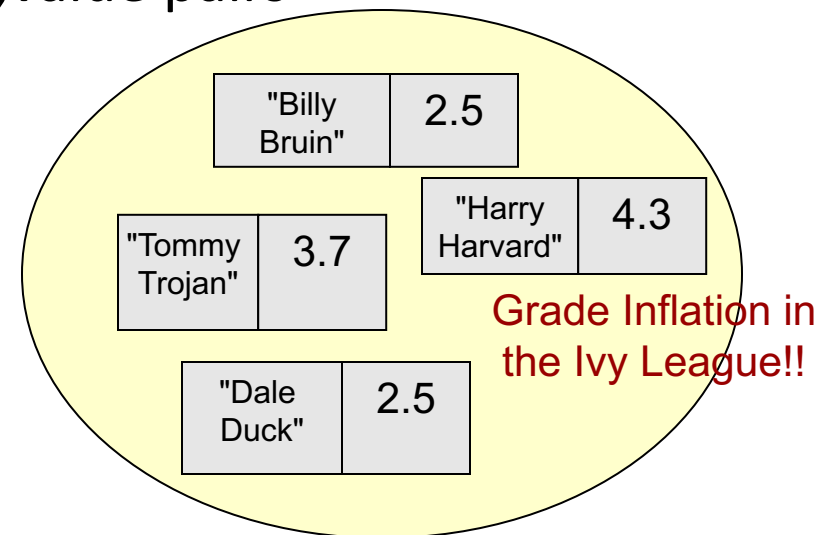 "Billy
Bruin"
2.5
"Harry
Harvard"
4.3
"Tommy
Trojan"
3.7
Grade Inflation in
the Ivy League!!
"Dale
Duck"
2.5